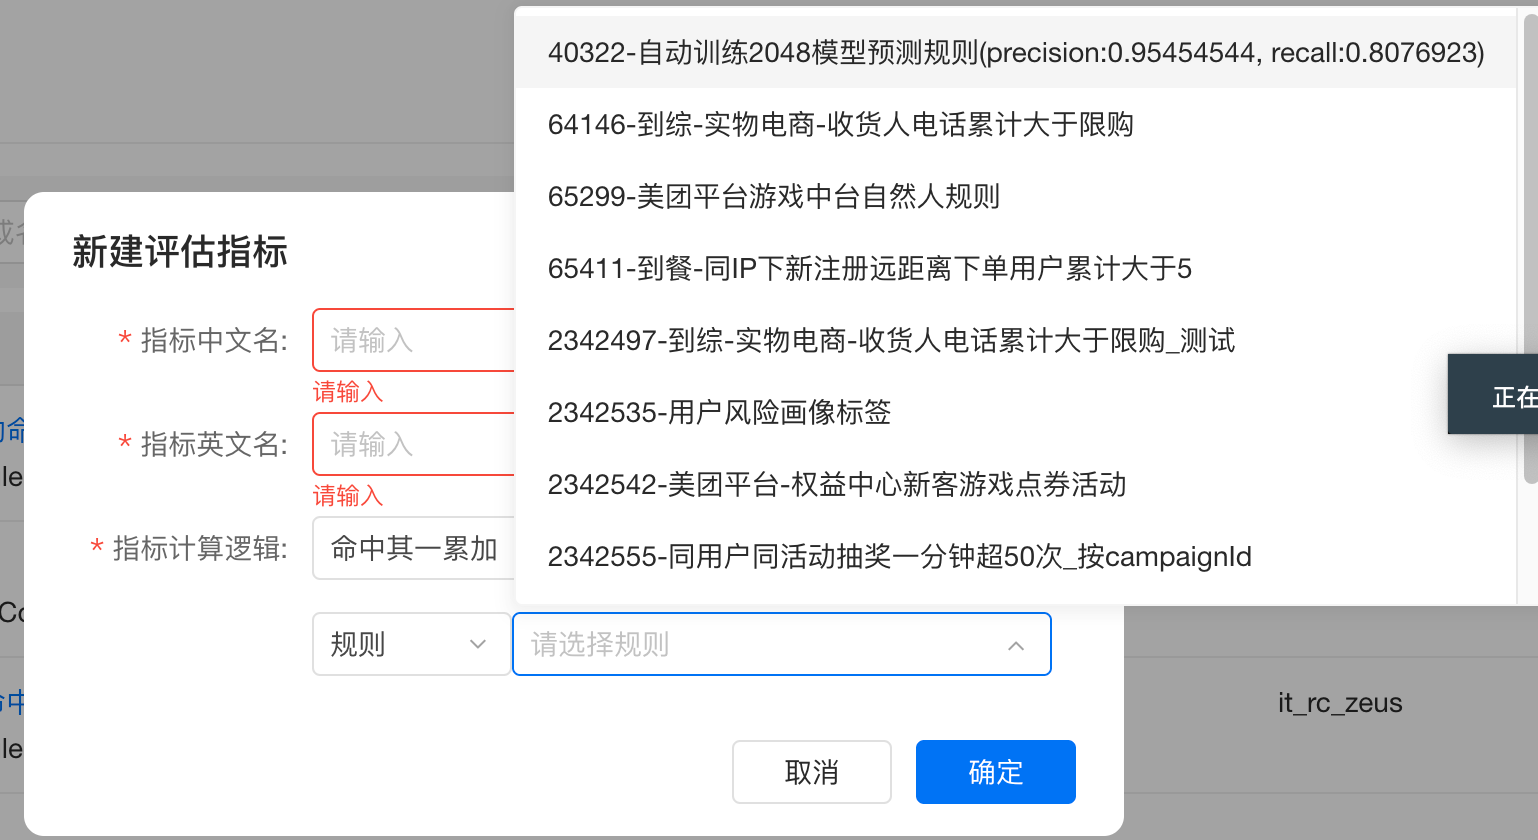 40322-自动训练2048模型预测规则(precision:0.95454544, recall:0.8076923)
64146-到综-实物电商-收货人电话累计大于限购
65299-美团平台游戏中台自然人规则
65411-到餐-同IP下新注册远距离下单用户累计大于5
2342497-到综-实物电商-收货人电话累计大于限购_测试
2342535-用户风险画像标签
2342542-美团平台-权益中心新客游戏点券活动
2342555-同用户同活动抽奖一分钟超50次_按campaignId
新建评估指标
* 指标中文名: 请输入
请输入
* 指标英文名: 请输入
请输入
* 指标计算逻辑: 命中其一累加
规则 请选择规则
取消 确定
正在
le
it_rc_zeus
le